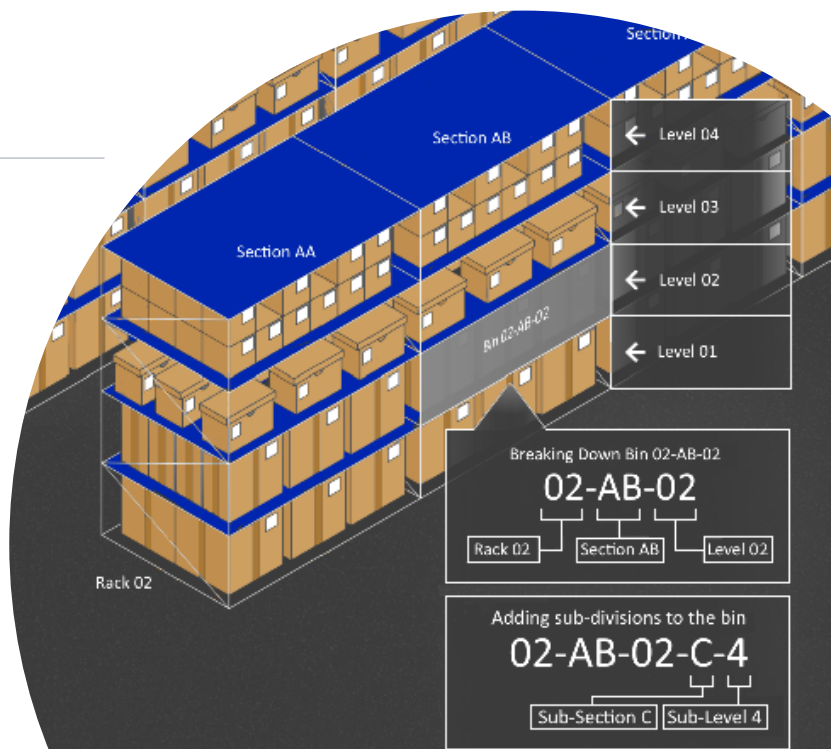 Section
Section AB
Section AA
Level 04
Level 03
Level 02
Level 01
Bin 02-AB-02
Rack 02
Breaking Down Bin 02-AB-02
02-AB-02
Rack 02
Section AB
Level 02
Adding sub-divisions to the bin
02-AB-02-C-4
Sub-Section C
Sub-Level 4